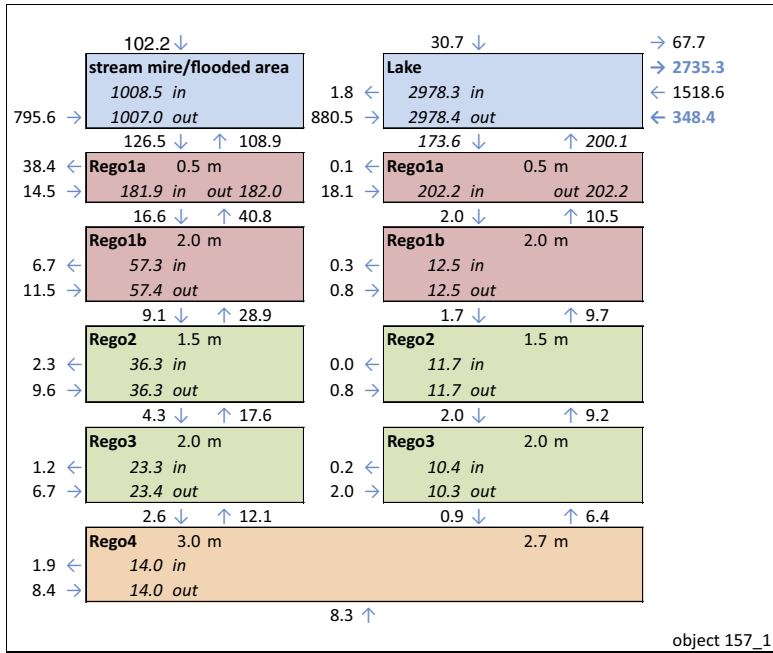 102.2 ↓ 30.7 ↓ → 67.7
stream mire/flooded area Lake → 2735.3
1008.5 in 1.8 ← 2978.3 in ← 1518.6
795.6 → 1007.0 out 880.5 → 2978.4 out ← 348.4
126.5 ↓ ↑ 108.9 173.6 ↓ ↑ 200.1
38.4 ← Rego1a 0.5 m 0.1 ← Rego1a 0.5 m
14.5 → 181.9 in out 182.0 18.1 → 202.2 in out 202.2
16.6 ↓ ↑ 40.8 2.0 ↓ ↑ 10.5
Rego1b 2.0 m Rego1b 2.0 m
6.7 ← 57.3 in 0.3 ← 12.5 in
11.5 → 57.4 out 0.8 → 12.5 out
9.1 ↓ ↑ 28.9 1.7 ↓ ↑ 9.7
Rego2 1.5 m Rego2 1.5 m
2.3 ← 36.3 in 0.0 ← 11.7 in
9.6 → 36.3 out 0.8 → 11.7 out
4.3 ↓ ↑ 17.6 2.0 ↓ ↑ 9.2
Rego3 2.0 m Rego3 2.0 m
1.2 ← 23.3 in 0.2 ← 10.4 in
6.7 → 23.4 out 2.0 → 10.3 out
2.6 ↓ ↑ 12.1 0.9 ↓ ↑ 6.4
Rego4 3.0 m 2.7 m
1.9 ← 14.0 in
8.4 → 14.0 out
8.3 ↑
object 157_1